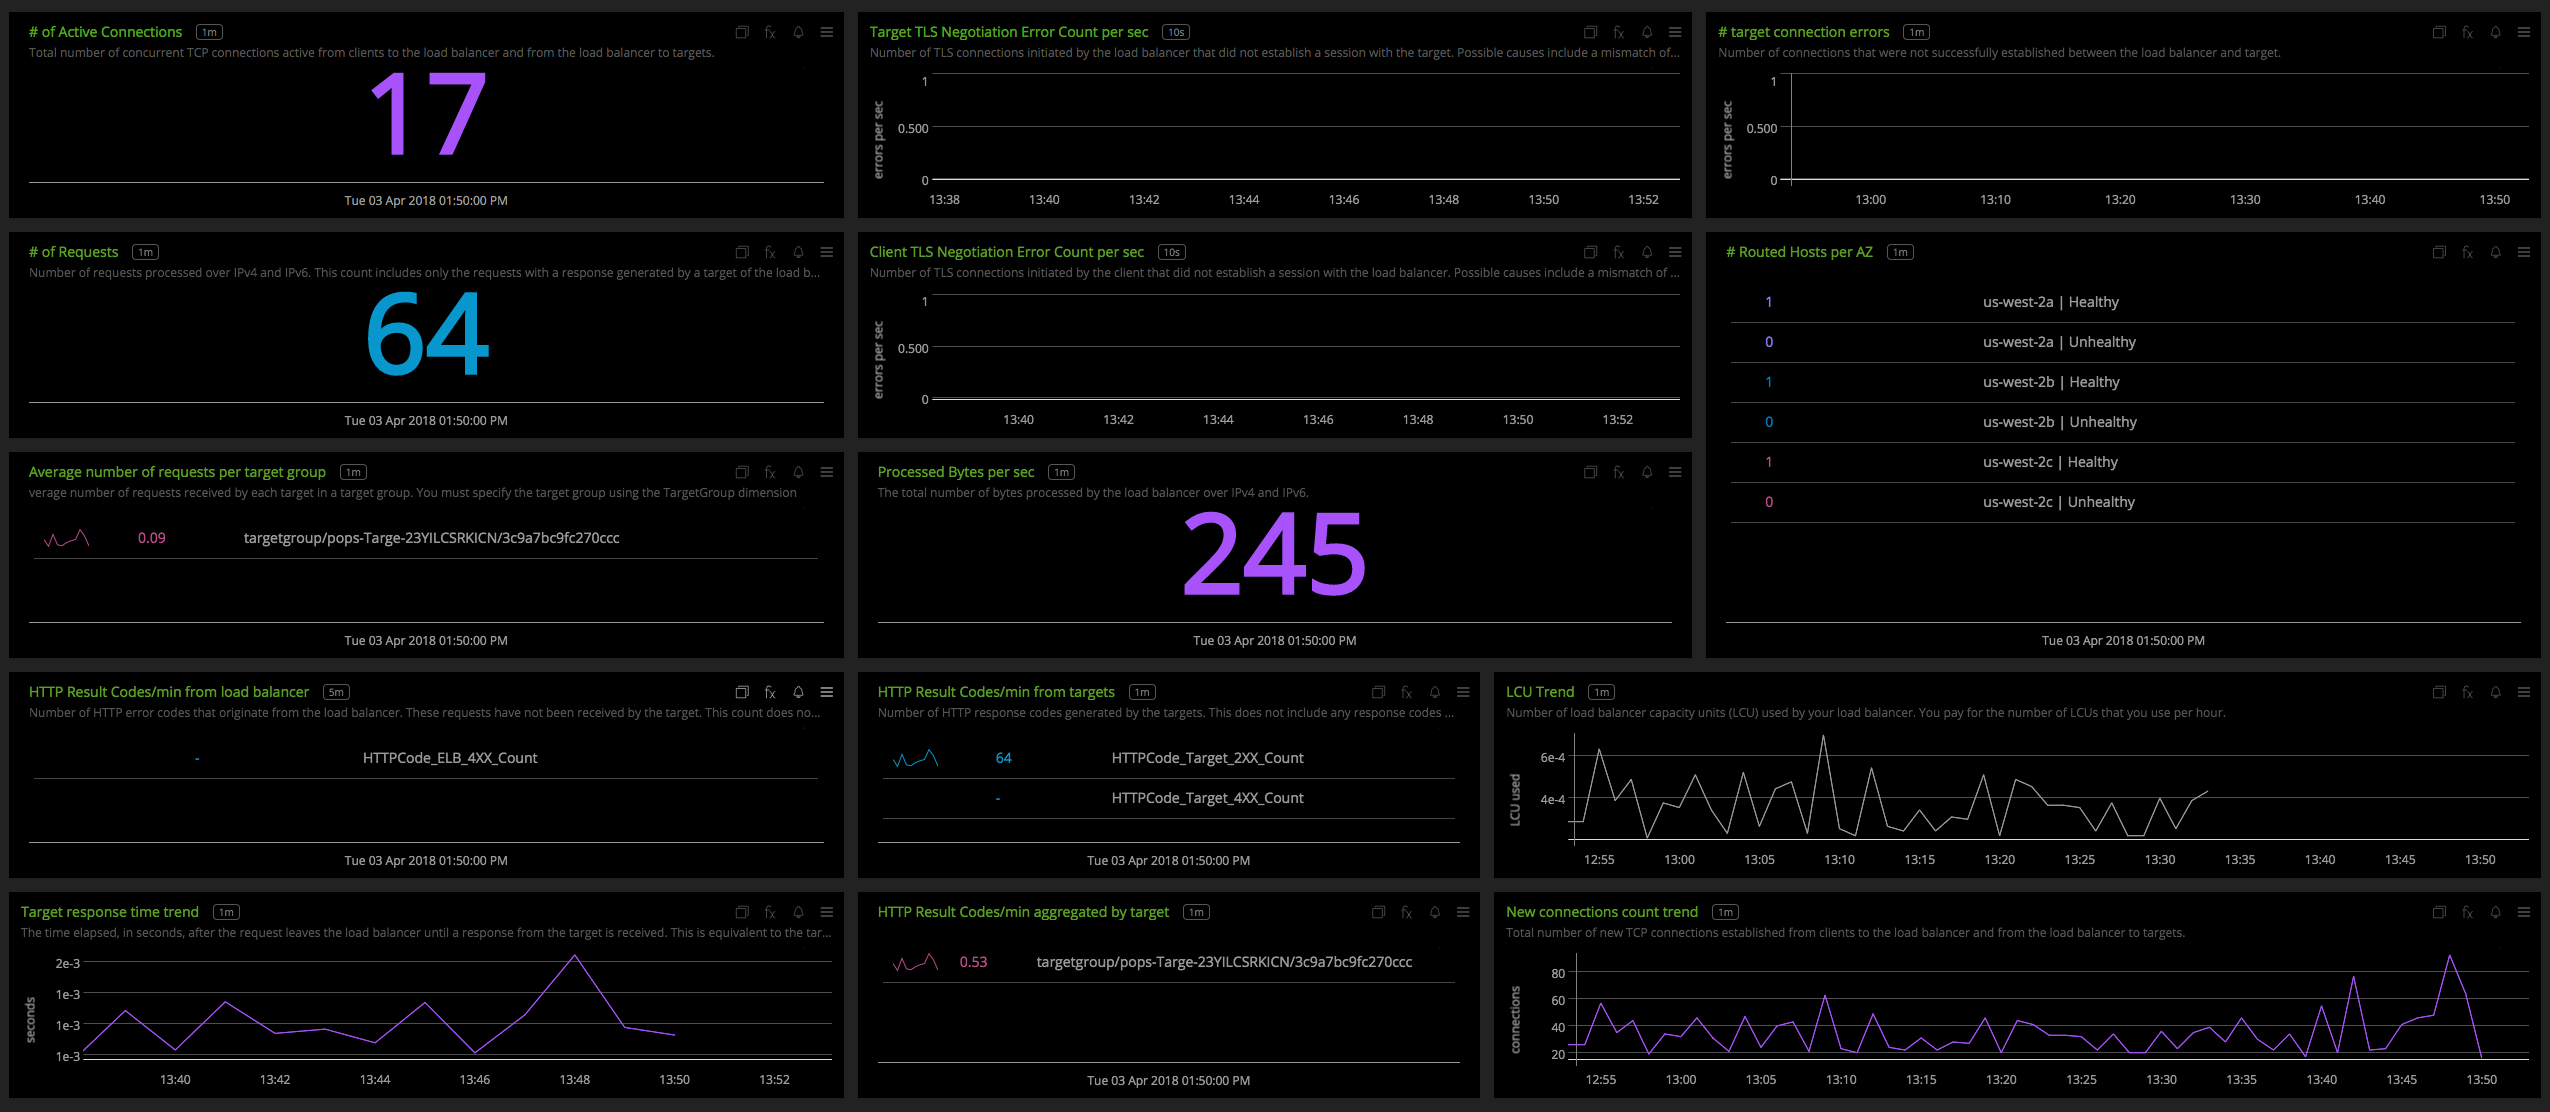 # of Active Connections 1m
Total number of concurrent TCP connections active from clients to the load balancer and from the load balancer to targets.
17
Tue 03 Apr 2018 01:50:00 PM
Target TLS Negotiation Error Count per sec 10s
Number of TLS connections initiated by the load balancer that did not establish a session with the target. Possible causes include a mismatch of...
errors per sec
1
0.500
0
13:38 13:40 13:42 13:44 13:46 13:48 13:50 13:52
# target connection errors 1m
Number of connections that were not successfully established between the load balancer and target.
errors per sec
1
0.500
0
13:00 13:10 13:20 13:30 13:40 13:50
# of Requests 1m
Number of requests processed over IPv4 and IPv6. This count includes only the requests with a response generated by a target of the load b...
64
Tue 03 Apr 2018 01:50:00 PM
Client TLS Negotiation Error Count per sec 10s
Number of TLS connections initiated by the client that did not establish a session with the load balancer. Possible causes include a mismatch of ...
errors per sec
1
0.500
0
13:40 13:42 13:44 13:46 13:48 13:50 13:52
# Routed Hosts per AZ 1m
1 us-west-2a | Healthy
0 us-west-2a | Unhealthy
1 us-west-2b | Healthy
0 us-west-2b | Unhealthy
1 us-west-2c | Healthy
0 us-west-2c | Unhealthy
Tue 03 Apr 2018 01:50:00 PM
Average number of requests per target group 1m
verage number of requests received by each target in a target group. You must specify the target group using the TargetGroup dimension
0.09 targetgroup/pops-Targe-23YILCSRKICN/3c9a7bc9fc270ccc
Tue 03 Apr 2018 01:50:00 PM
Processed Bytes per sec 1m
The total number of bytes processed by the load balancer over IPv4 and IPv6.
245
Tue 03 Apr 2018 01:50:00 PM
HTTP Result Codes/min from load balancer 5m
Number of HTTP error codes that originate from the load balancer. These requests have not been received by the target. This count does no...
- HTTPCode_ELB_4XX_Count
Tue 03 Apr 2018 01:50:00 PM
HTTP Result Codes/min from targets 1m
Number of HTTP response codes generated by the targets. This does not include any response codes ...
64 HTTPCode_Target_2XX_Count
- HTTPCode_Target_4XX_Count
Tue 03 Apr 2018 01:50:00 PM
LCU Trend 1m
Number of load balancer capacity units (LCU) used by your load balancer. You pay for the number of LCUs that you use per hour.
LCU used
6e-4
4e-4
12:55 13:00 13:05 13:10 13:15 13:20 13:25 13:30 13:35 13:40 13:45 13:50
Target response time trend 1m
The time elapsed, in seconds, after the request leaves the load balancer until a response from the target is received. This is equivalent to the tar...
seconds
2e-3
1e-3
1e-3
1e-3
13:40 13:42 13:44 13:46 13:48 13:50 13:52
HTTP Result Codes/min aggregated by target 1m
0.53 targetgroup/pops-Targe-23YILCSRKICN/3c9a7bc9fc270ccc
Tue 03 Apr 2018 01:50:00 PM
New connections count trend 1m
Total number of new TCP connections established from clients to the load balancer and from the load balancer to targets.
connections
80
60
40
20
12:55 13:00 13:05 13:10 13:15 13:20 13:25 13:30 13:35 13:40 13:45 13:50